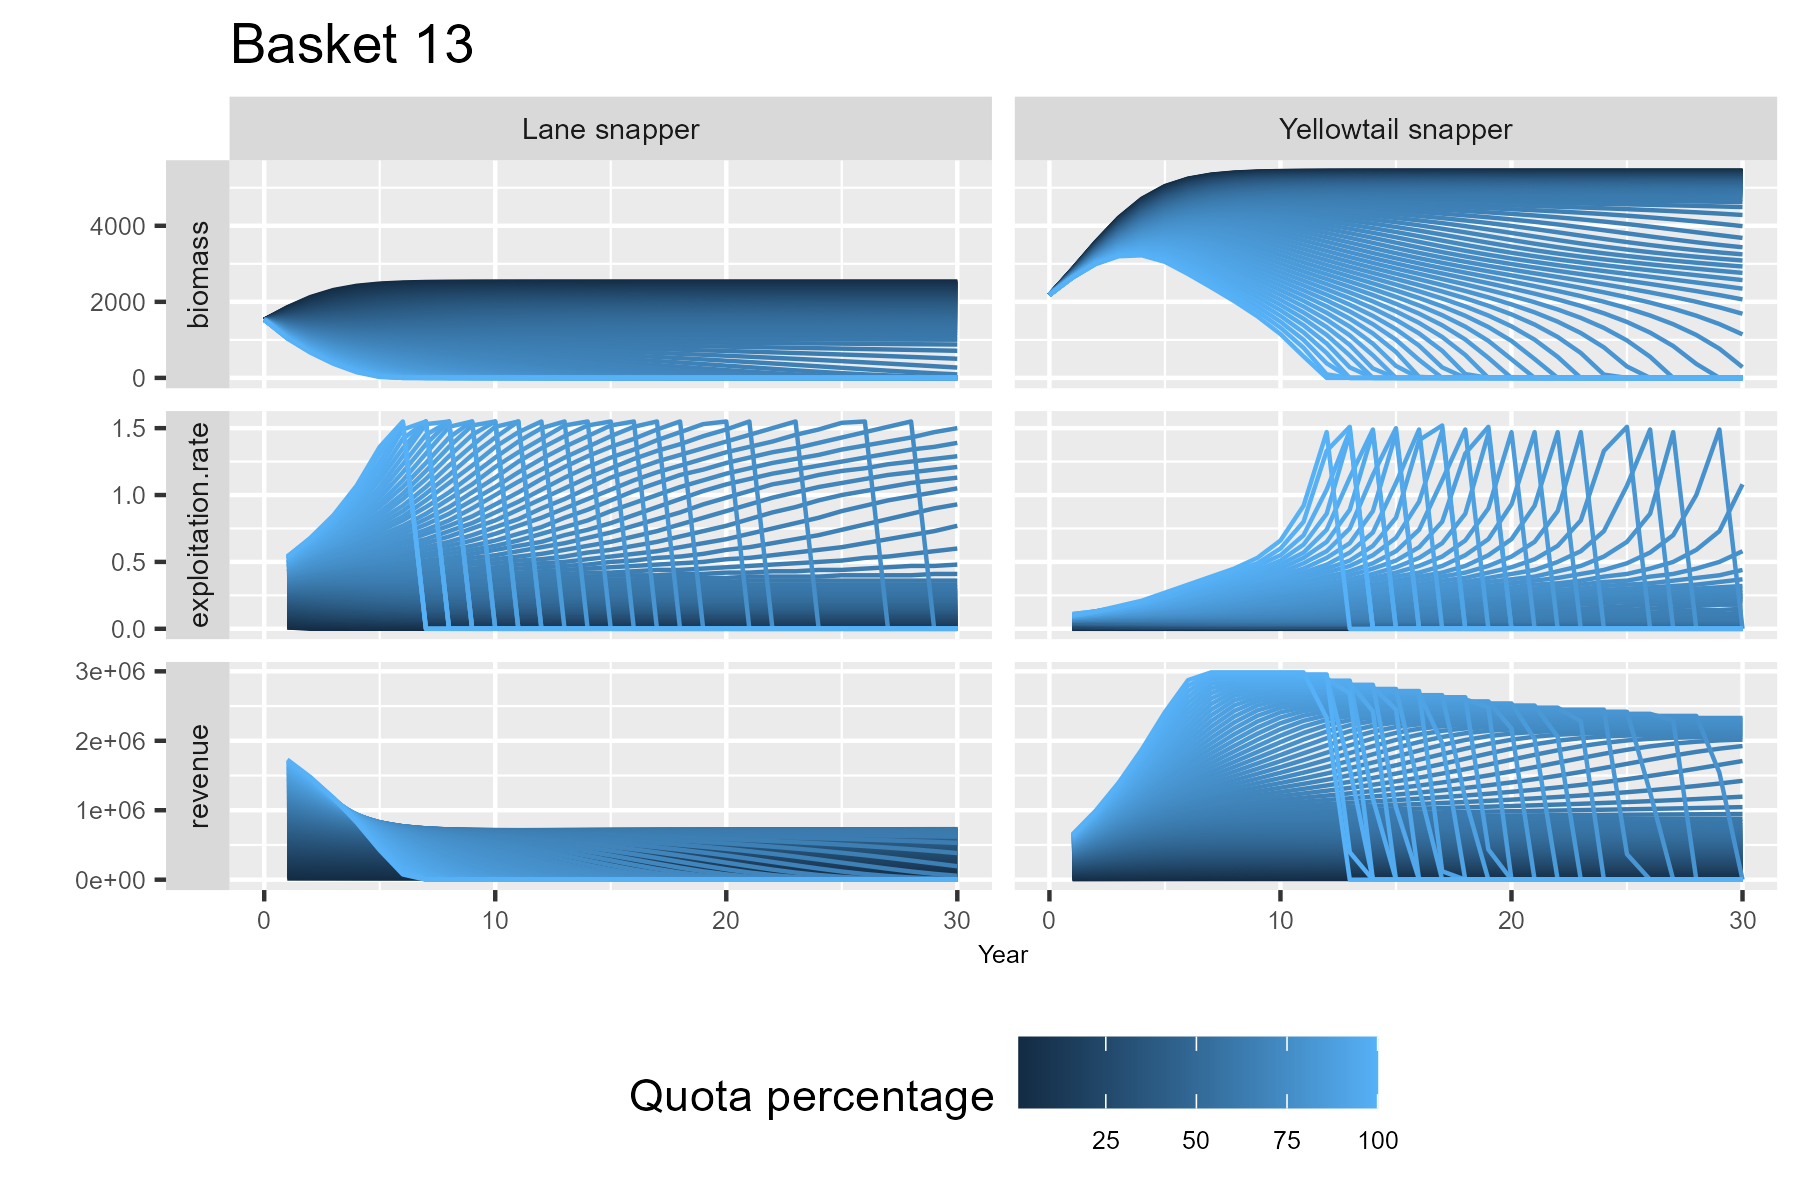 Basket 13
Lane snapper
Yellowtail snapper
biomass
4000
2000
0
exploitation.rate
1.5
1.0
0.5
0.0
revenue
3e+06
2e+06
1e+06
0e+00
0 10 20 30
0 10 20 30
Year
Quota percentage
25 50 75 100